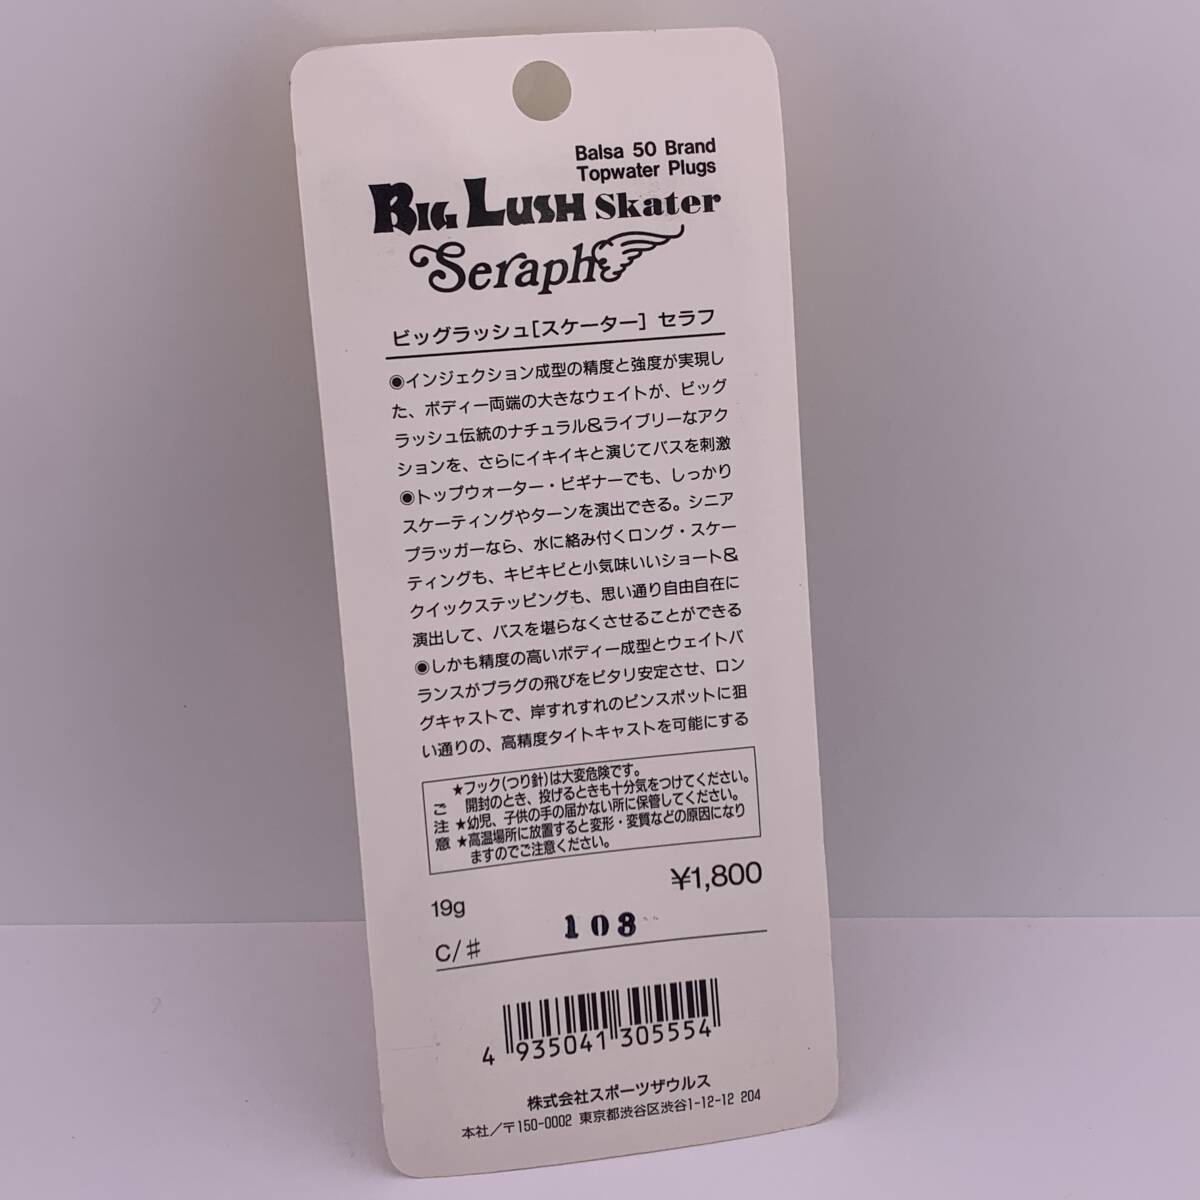 Balsa 50 Brand
Topwater Plugs
BIG LUSH Skater
Seraph
ビッグラッシュ[スケーター] セラフ
◉インジェクション成型の精度と強度が実現し
た、ボディー両端の大きなウェイトが、ビッグ
ラッシュ伝統のナチュラル&ライブリーなアク
ションを、さらにイキイキと演じてバスを刺激
◉トップウォーター・ビギナーでも、しっかり
スケーティングやターンを演出できる。シニア
プラッガーなら、水に絡み付くロング・スケー
ティングも、キビキビと小気味いいショート&
クイックステッピングも、思い通り自由自在に
演出して、バスを堪らなくさせることができる
◉しかも精度の高いボディー成型とウェイトバ
ランスがプラグの飛びをピタリ安定させ、ロン
グキャストで、岸すれすれのピンスポットに狙
い通りの、高精度タイトキャストを可能にする
ご注意
★フック(つり針)は大変危険です。
開封のとき、投げるときも十分気をつけてください。
★幼児、子供の手の届かない所に保管してください。
★高温場所に放置すると変形・変質などの原因になり
ますのでご注意ください。
¥1,800
19g
C/# 108
4 935041 305554
株式会社スポーツザウルス
本社/〒150-0002 東京都渋谷区渋谷1-12-12 204